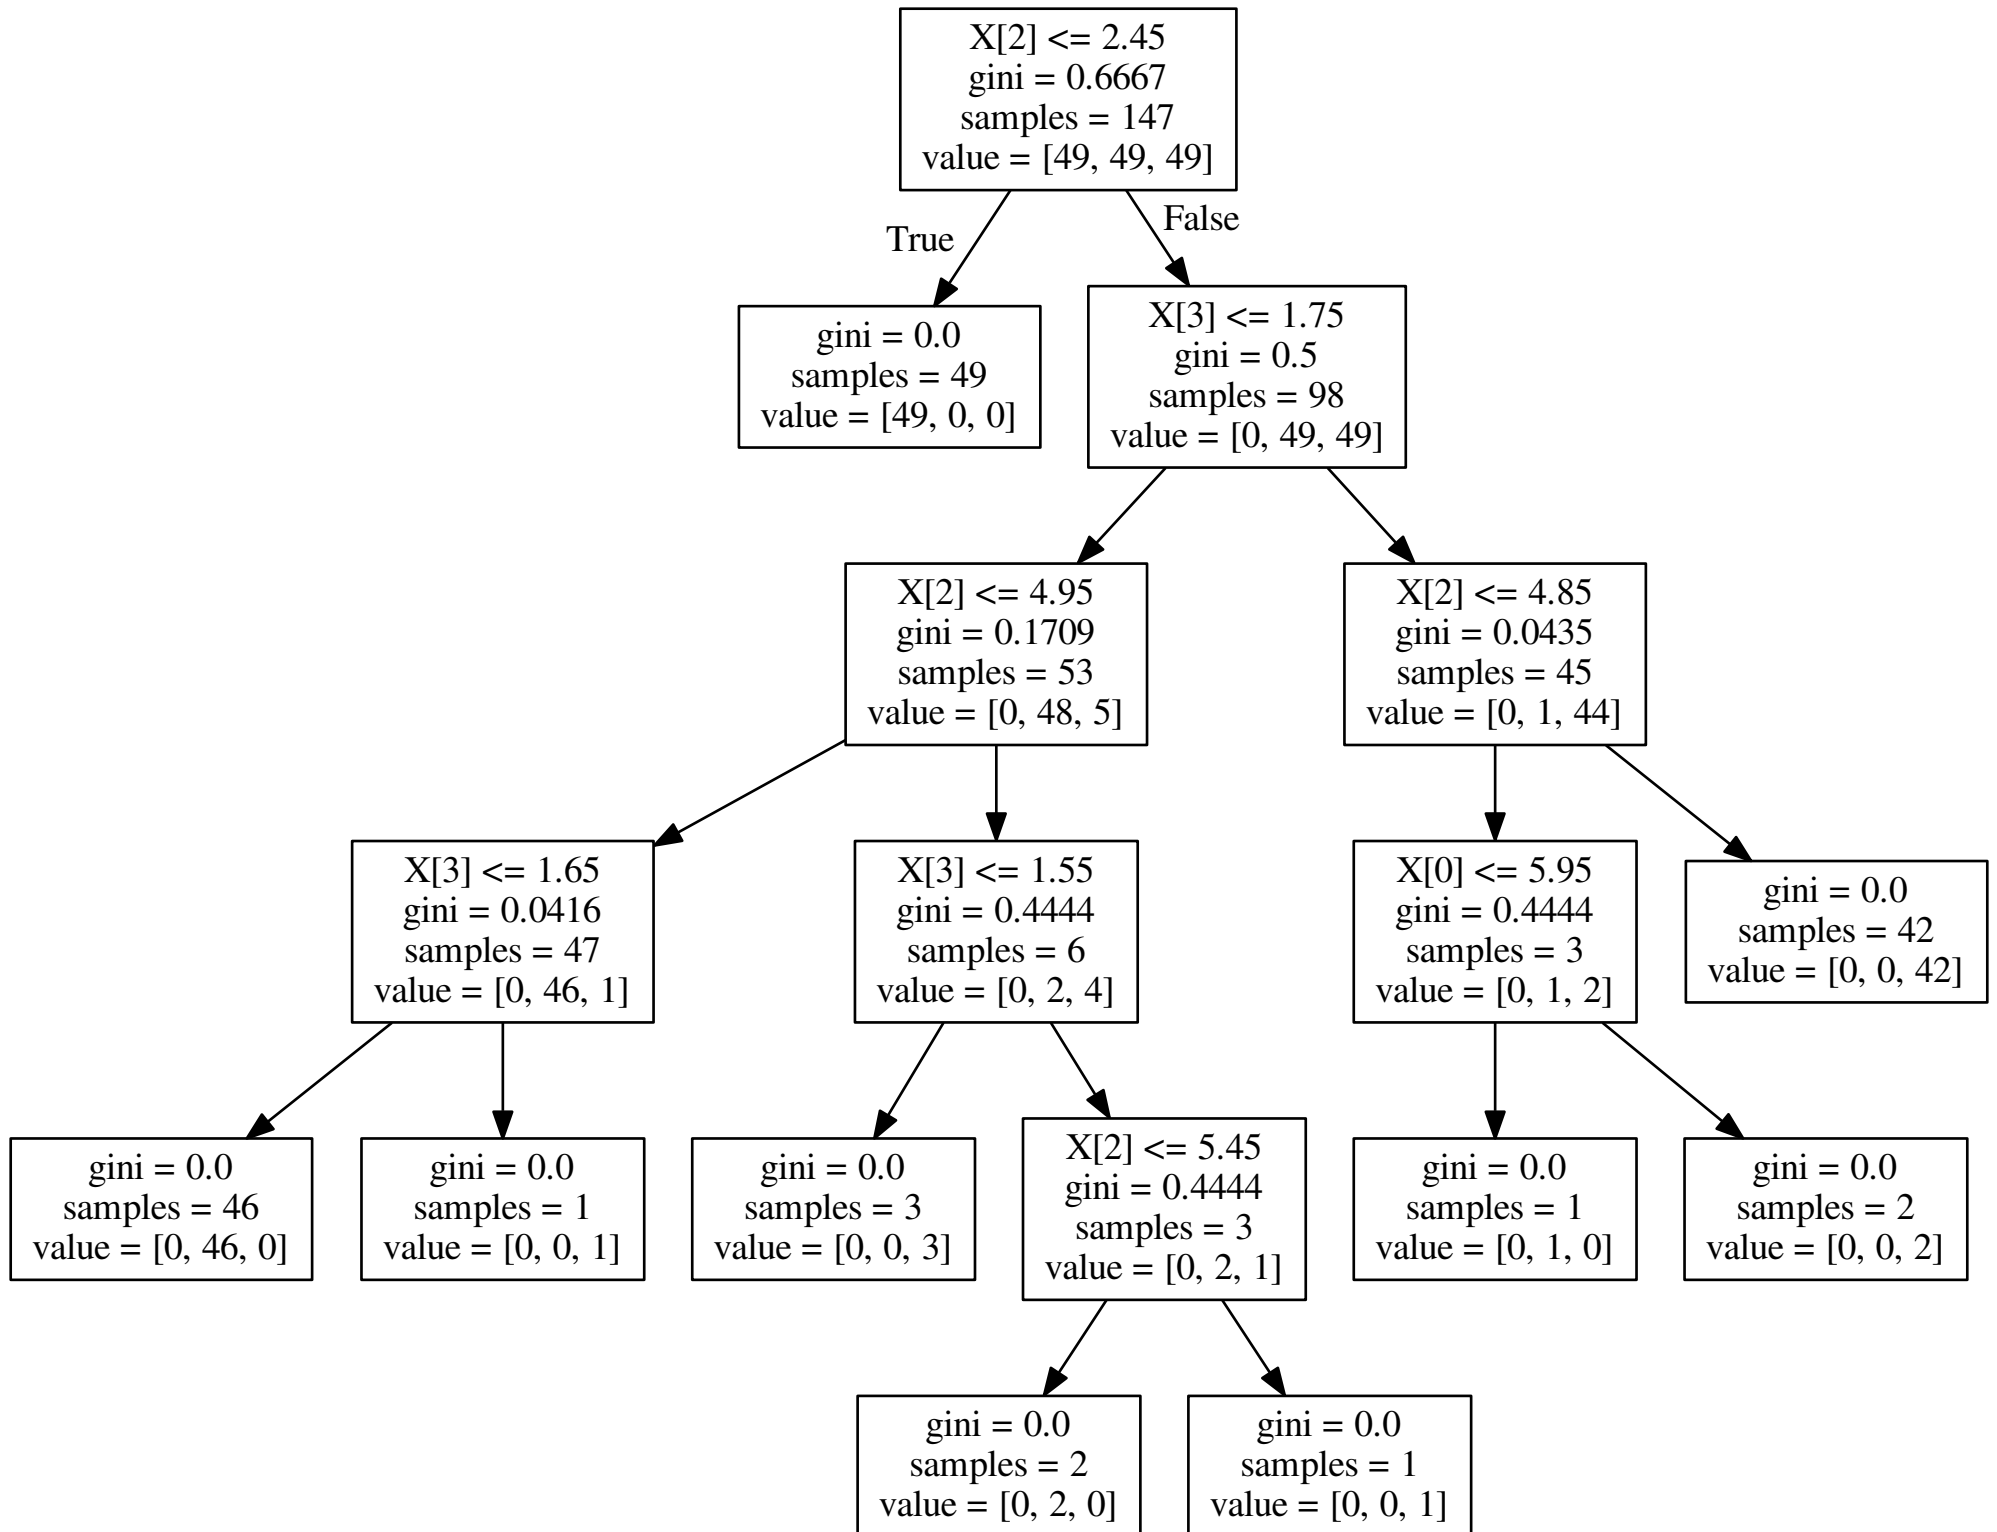 X[2] <= 2.45
gini = 0.6667
samples = 147
value = [49, 49, 49]
True
False
gini = 0.0
samples = 49
value = [49, 0, 0]
X[3] <= 1.75
gini = 0.5
samples = 98
value = [0, 49, 49]
X[2] <= 4.95
gini = 0.1709
samples = 53
value = [0, 48, 5]
X[2] <= 4.85
gini = 0.0435
samples = 45
value = [0, 1, 44]
X[3] <= 1.65
gini = 0.0416
samples = 47
value = [0, 46, 1]
X[3] <= 1.55
gini = 0.4444
samples = 6
value = [0, 2, 4]
X[0] <= 5.95
gini = 0.4444
samples = 3
value = [0, 1, 2]
gini = 0.0
samples = 42
value = [0, 0, 42]
gini = 0.0
samples = 46
value = [0, 46, 0]
gini = 0.0
samples = 1
value = [0, 0, 1]
gini = 0.0
samples = 3
value = [0, 0, 3]
X[2] <= 5.45
gini = 0.4444
samples = 3
value = [0, 2, 1]
gini = 0.0
samples = 1
value = [0, 1, 0]
gini = 0.0
samples = 2
value = [0, 0, 2]
gini = 0.0
samples = 2
value = [0, 2, 0]
gini = 0.0
samples = 1
value = [0, 0, 1]